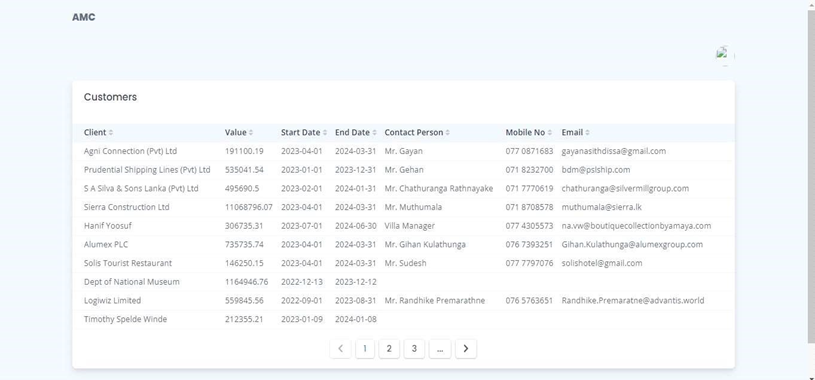 AMC
Customers
Client Value Start Date End Date Contact Person Mobile No Email
Agni Connection (Pvt) Ltd 191100.19 2023-04-01 2024-03-31 Mr. Gayan 077 0871683 gayanasithdissa@gmail.com
Prudential Shipping Lines (Pvt) Ltd 535041.54 2023-01-01 2023-12-31 Mr. Gehan 071 8232700 bdm@pslship.com
S A Silva & Sons Lanka (Pvt) Ltd 495690.5 2023-02-01 2024-01-31 Mr. Chathuranga Rathnayake 071 7770619 chathuranga@silvermillgroup.com
Sierra Construction Ltd 11068796.07 2023-04-01 2024-03-31 Mr. Muthumala 071 8708578 muthumala@sierra.lk
Hanif Yoosuf 306735.31 2023-07-01 2024-06-30 Villa Manager 077 4305573 na.vw@boutiquecollectionbyamaya.com
Alumex PLC 735735.74 2023-04-01 2024-03-31 Mr. Gihan Kulathunga 076 7393251 Gihan.Kulathunga@alumexgroup.com
Solis Tourist Restaurant 146250.15 2023-04-01 2024-03-31 Mr. Sudesh 077 7797076 solishotel@gmail.com
Dept of National Museum 1164946.76 2022-12-13 2023-12-12
Logiwiz Limited 559845.56 2022-09-01 2023-08-31 Mr. Randhike Premarathne 076 5763651 Randhike.Premaratne@advantis.world
Timothy Spelde Winde 212355.21 2023-01-09 2024-01-08
1 2 3 ...